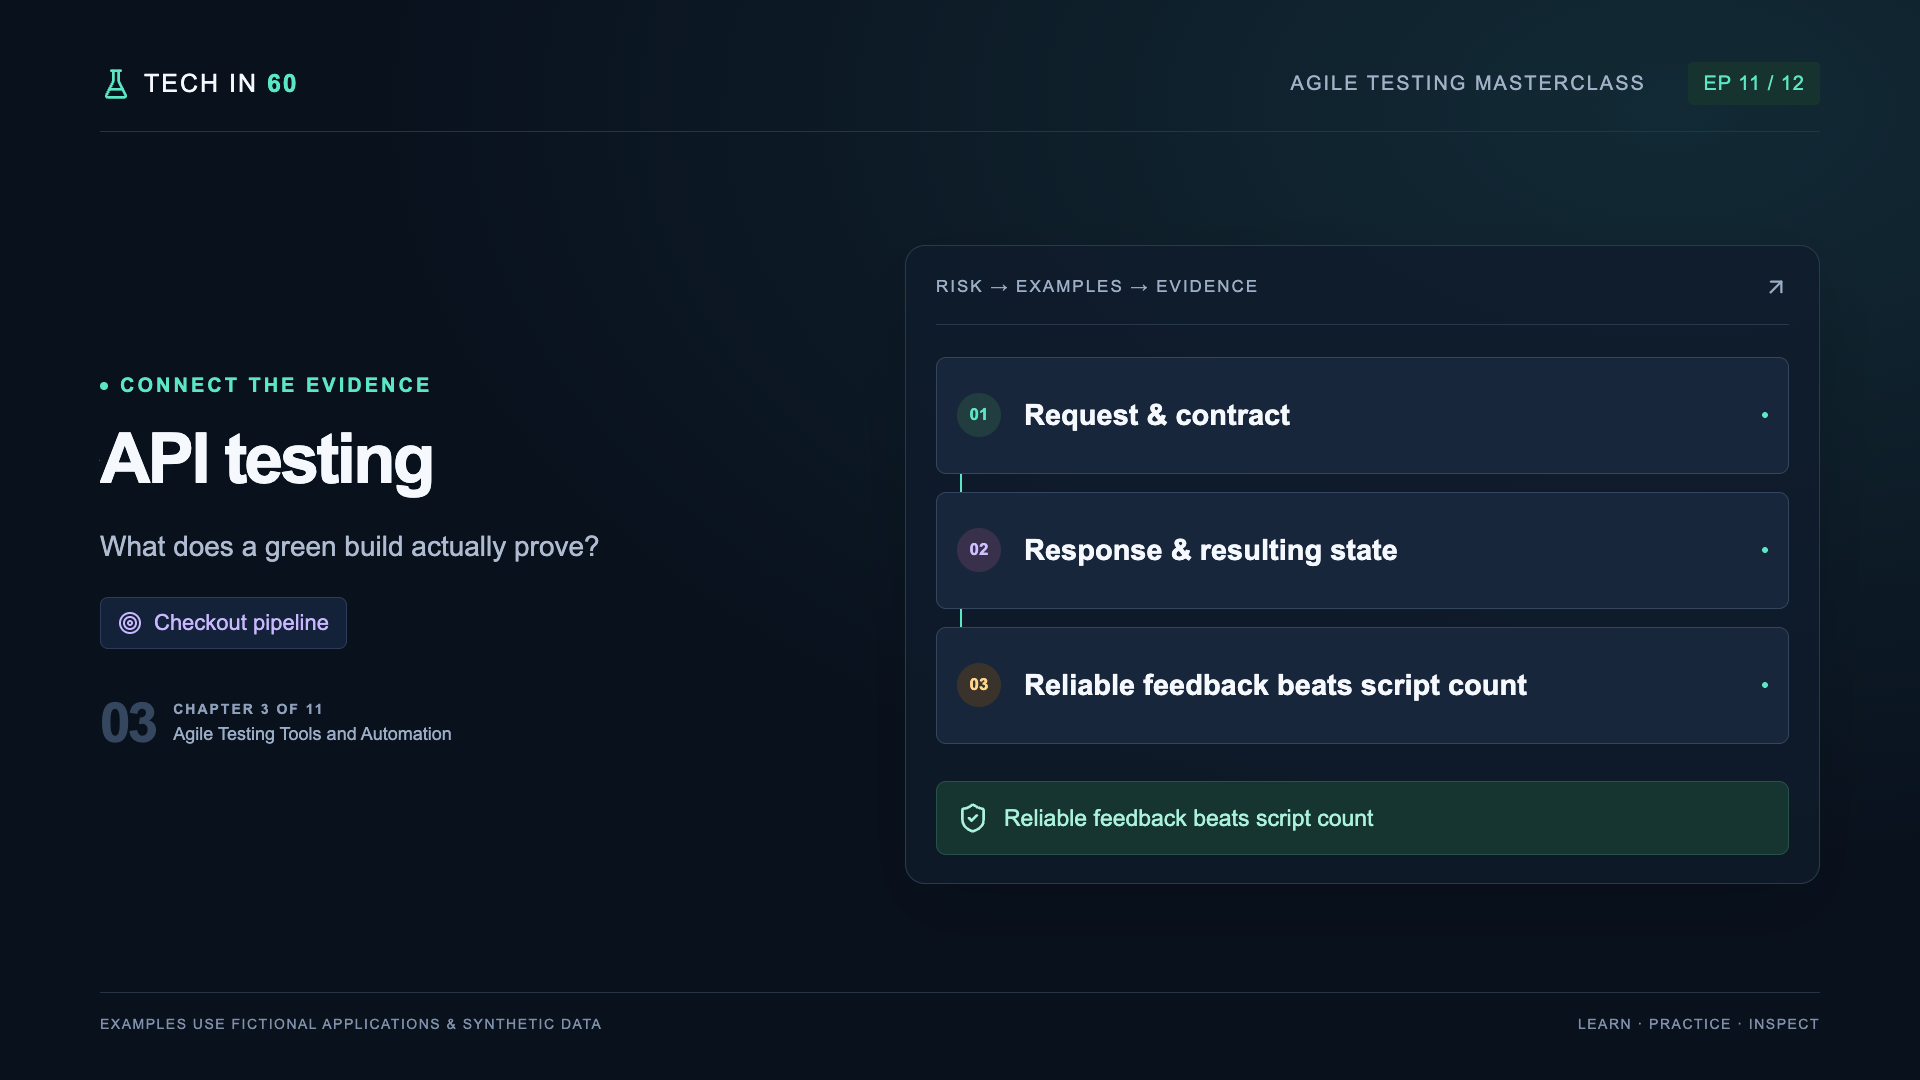 TECH IN 60
AGILE TESTING MASTERCLASS
EP 11 / 12
• CONNECT THE EVIDENCE
API testing
What does a green build actually prove?
Checkout pipeline
03
CHAPTER 3 OF 11
Agile Testing Tools and Automation
RISK → EXAMPLES → EVIDENCE
01 Request & contract
02 Response & resulting state
03 Reliable feedback beats script count
Reliable feedback beats script count
EXAMPLES USE FICTIONAL APPLICATIONS & SYNTHETIC DATA
LEARN · PRACTICE · INSPECT